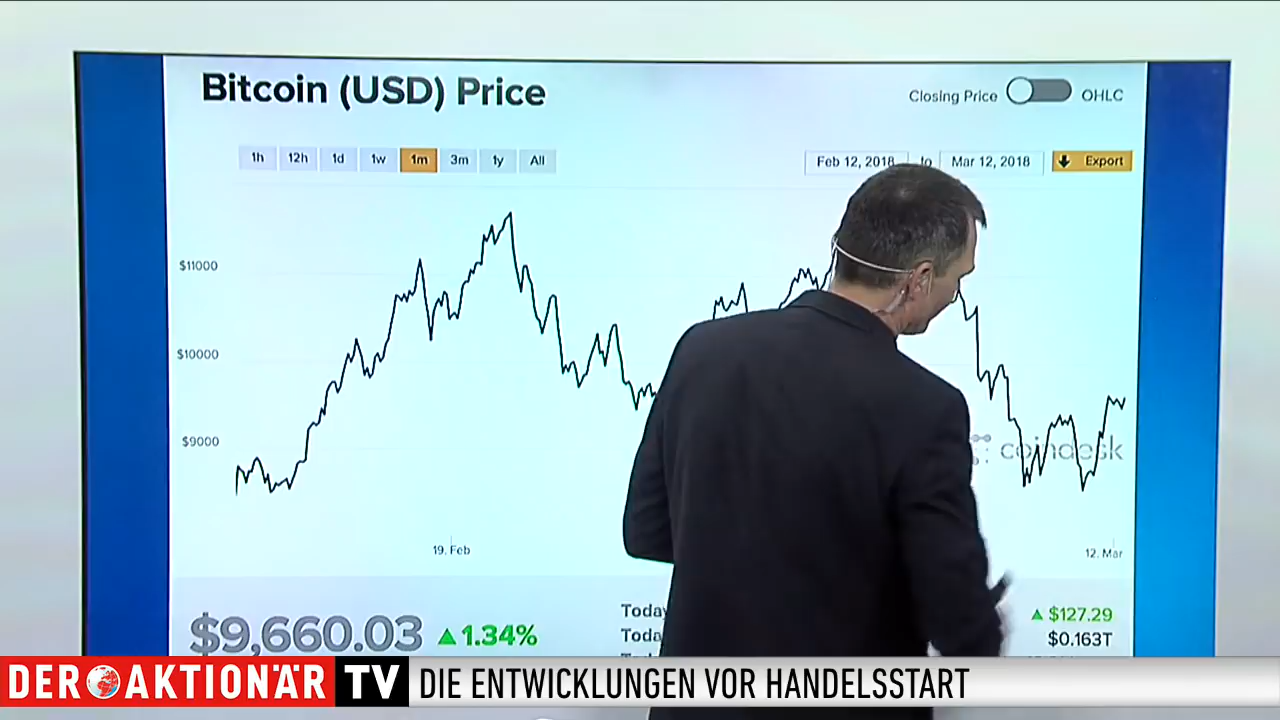 Bitcoin (USD) Price
Closing Price OHLC
1h 12h 1d 1w 1m 3m 1y All
Feb 12, 2018 to Mar 12, 2018 Export
$11000
$10000
$9000
coindesk
19. Feb 12. Mar
$9,660.03 ▲1.34%
▲ $127.29
$0.163T
DER AKTIONÄR TV DIE ENTWICKLUNGEN VOR HANDELSSTART